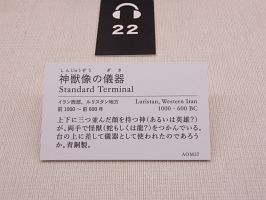 22
しんじゅうぞう ぎき
神獣像の儀器
Standard Terminal
イラン西部、ルリスタン地方
前1000~前600年
Luristan, Western Iran
1000 - 600 BC
上下に三つ並んだ顔を持つ神(あるいは英雄?)
が、両手で怪獣(蛇もしくは龍?)をつかんでいる。
台の上に差して儀器として使われたのであろう
か。青銅製。
AOM32